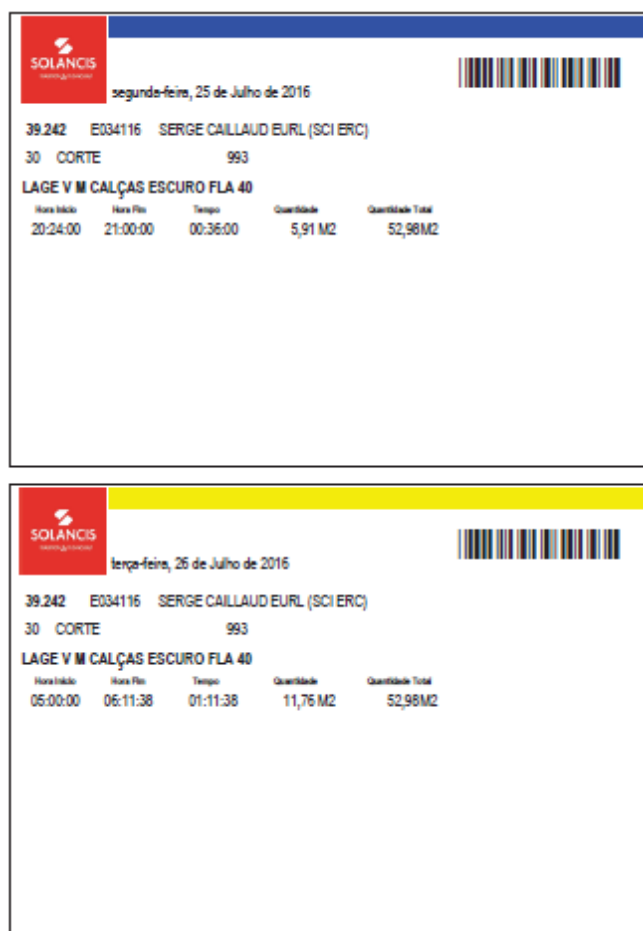 SOLANCIS
segunda-feira, 25 de Julho de 2016
39.242 E034116 SERGE CAILLAUD EURL (SCI ERC)
30 CORTE 993
LAGE V M CALÇAS ESCURO FLA 40
Hora Início Hora Fim Tempo Quantidade Quantidade Total
20:24:00 21:00:00 00:36:00 5,91 M2 52,98M2
SOLANCIS
terça-feira, 26 de Julho de 2016
39.242 E034116 SERGE CAILLAUD EURL (SCI ERC)
30 CORTE 993
LAGE V M CALÇAS ESCURO FLA 40
Hora Início Hora Fim Tempo Quantidade Quantidade Total
05:00:00 06:11:38 01:11:38 11,76 M2 52,98M2